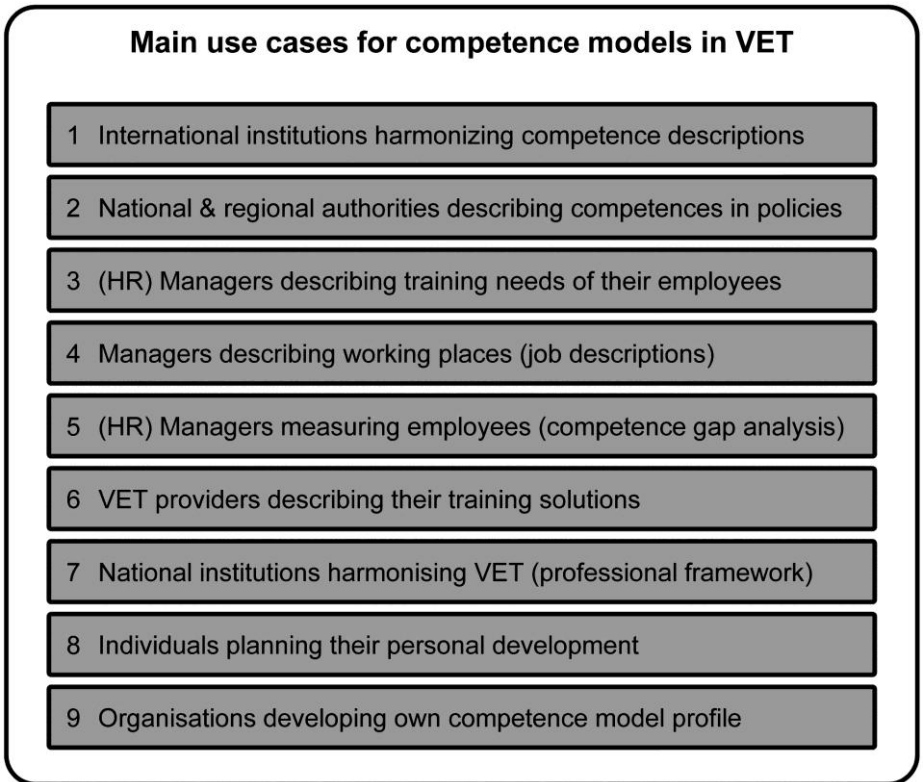 Main use cases for competence models in VET
1 International institutions harmonizing competence descriptions
2 National & regional authorities describing competences in policies
3 (HR) Managers describing training needs of their employees
4 Managers describing working places (job descriptions)
5 (HR) Managers measuring employees (competence gap analysis)
6 VET providers describing their training solutions
7 National institutions harmonising VET (professional framework)
8 Individuals planning their personal development
9 Organisations developing own competence model profile